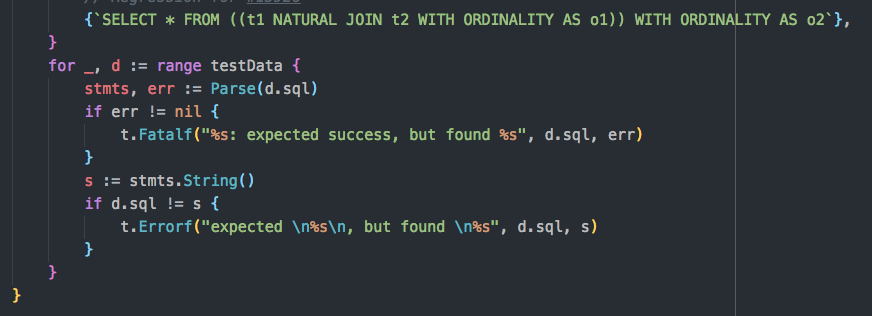 {`SELECT * FROM ((t1 NATURAL JOIN t2 WITH ORDINALITY AS o1)) WITH ORDINALITY AS o2`},
}
for _, d := range testData {
stmts, err := Parse(d.sql)
if err != nil {
t.Fatalf("%s: expected success, but found %s", d.sql, err)
}
s := stmts.String()
if d.sql != s {
t.Errorf("expected \n%s\n, but found \n%s", d.sql, s)
}
}
}